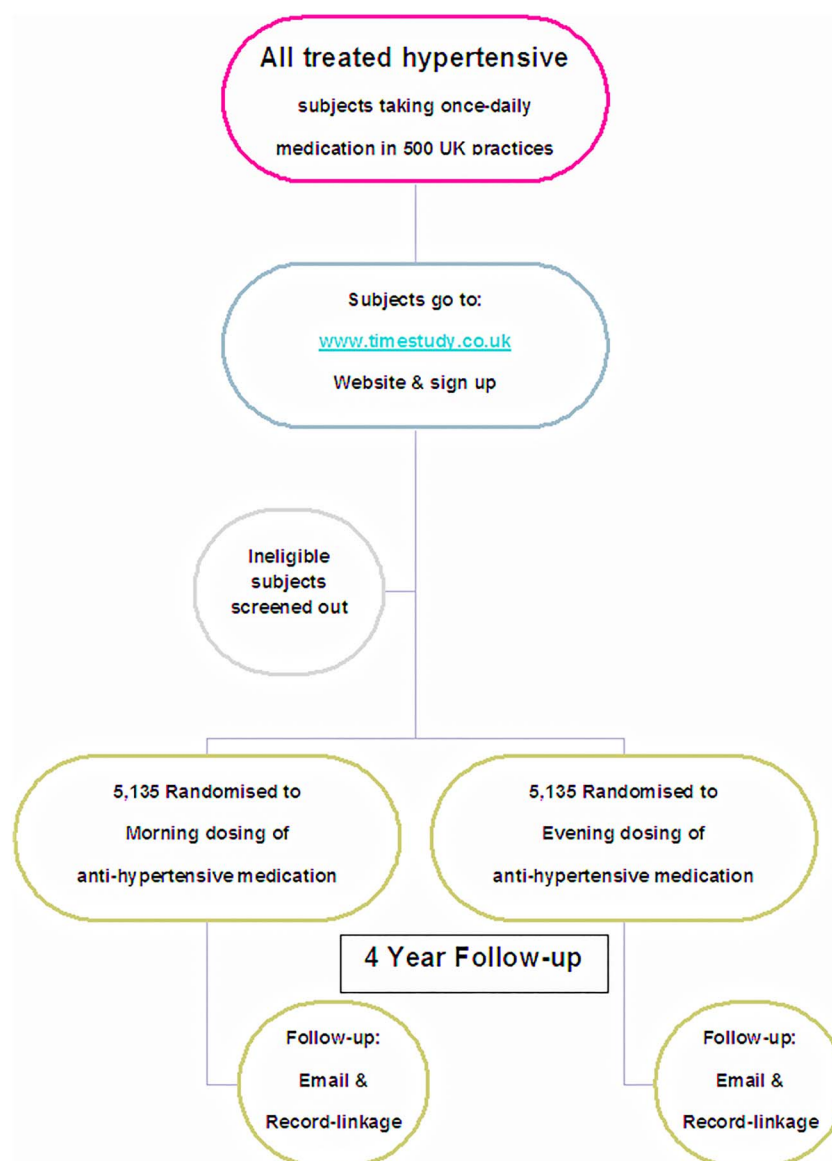 All treated hypertensive
subjects taking once-daily
medication in 500 UK practices
Subjects go to:
www.timestudy.co.uk
Website & sign up
Ineligible
subjects
screened out
5,135 Randomised to
Morning dosing of
anti-hypertensive medication
5,135 Randomised to
Evening dosing of
anti-hypertensive medication
4 Year Follow-up
Follow-up:
Email &
Record-linkage
Follow-up:
Email &
Record-linkage